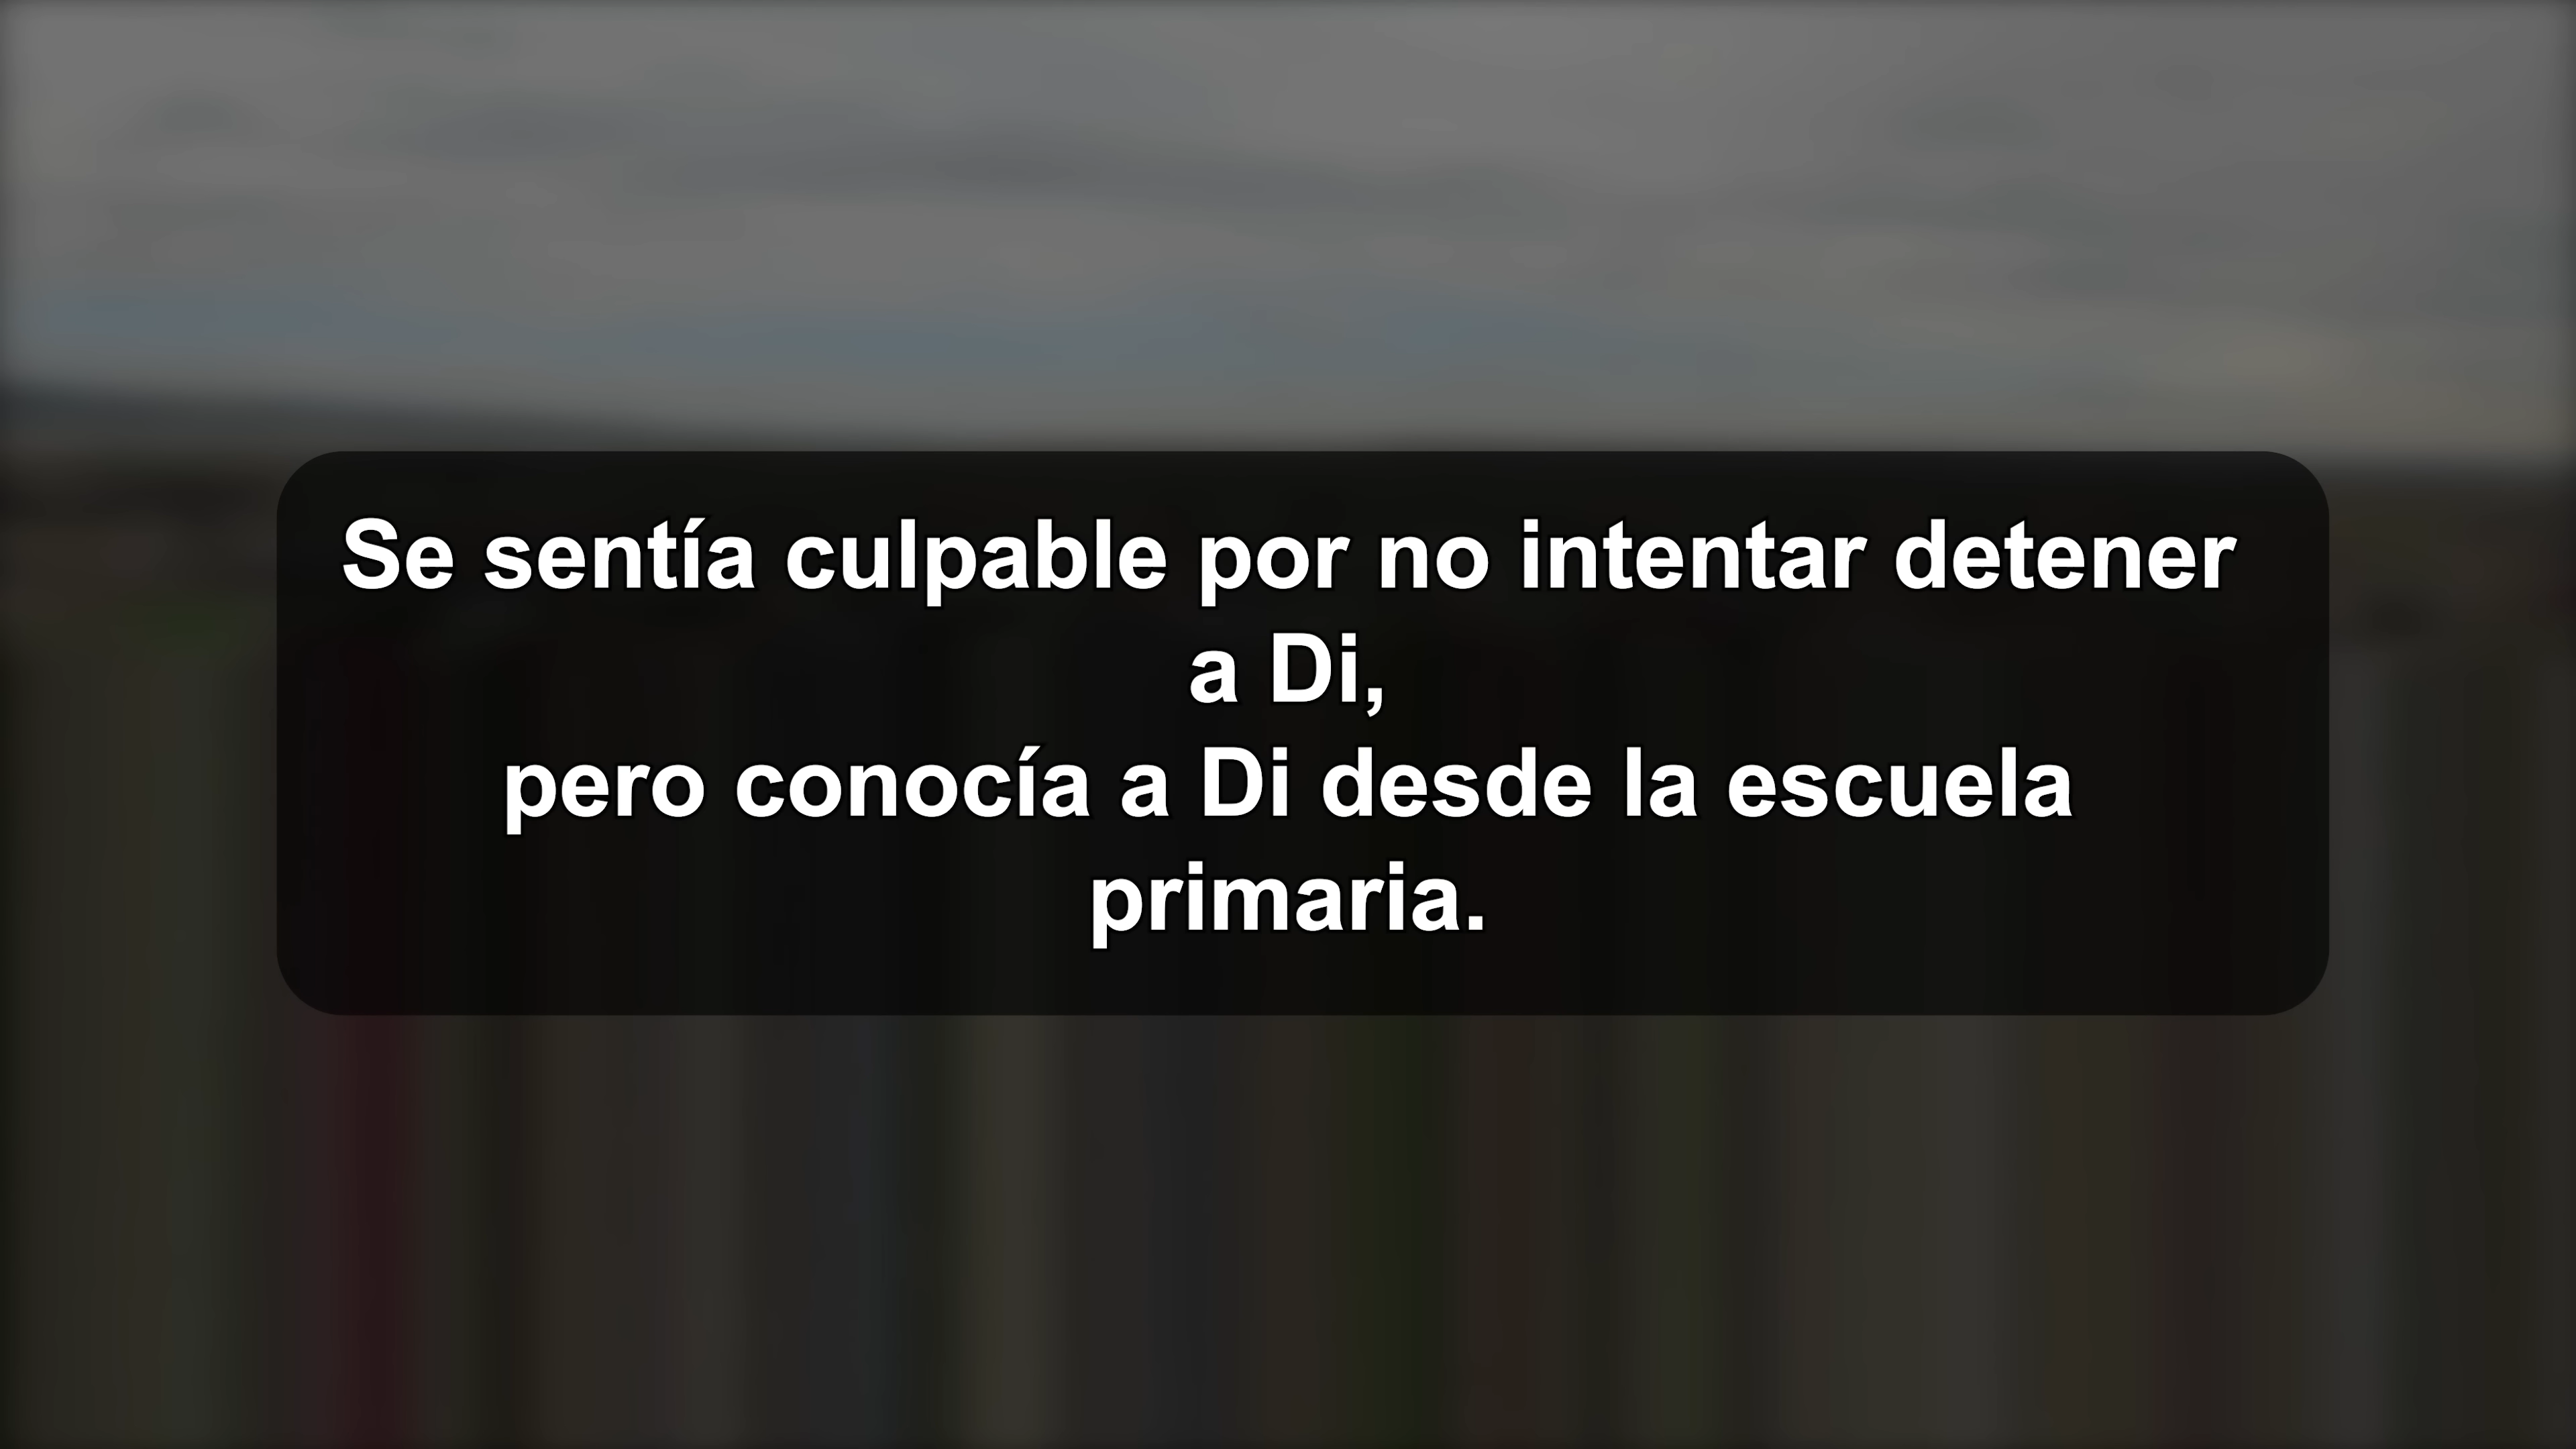 Se sentía culpable por no intentar detener
a Di,
pero conocía a Di desde la escuela
primaria.